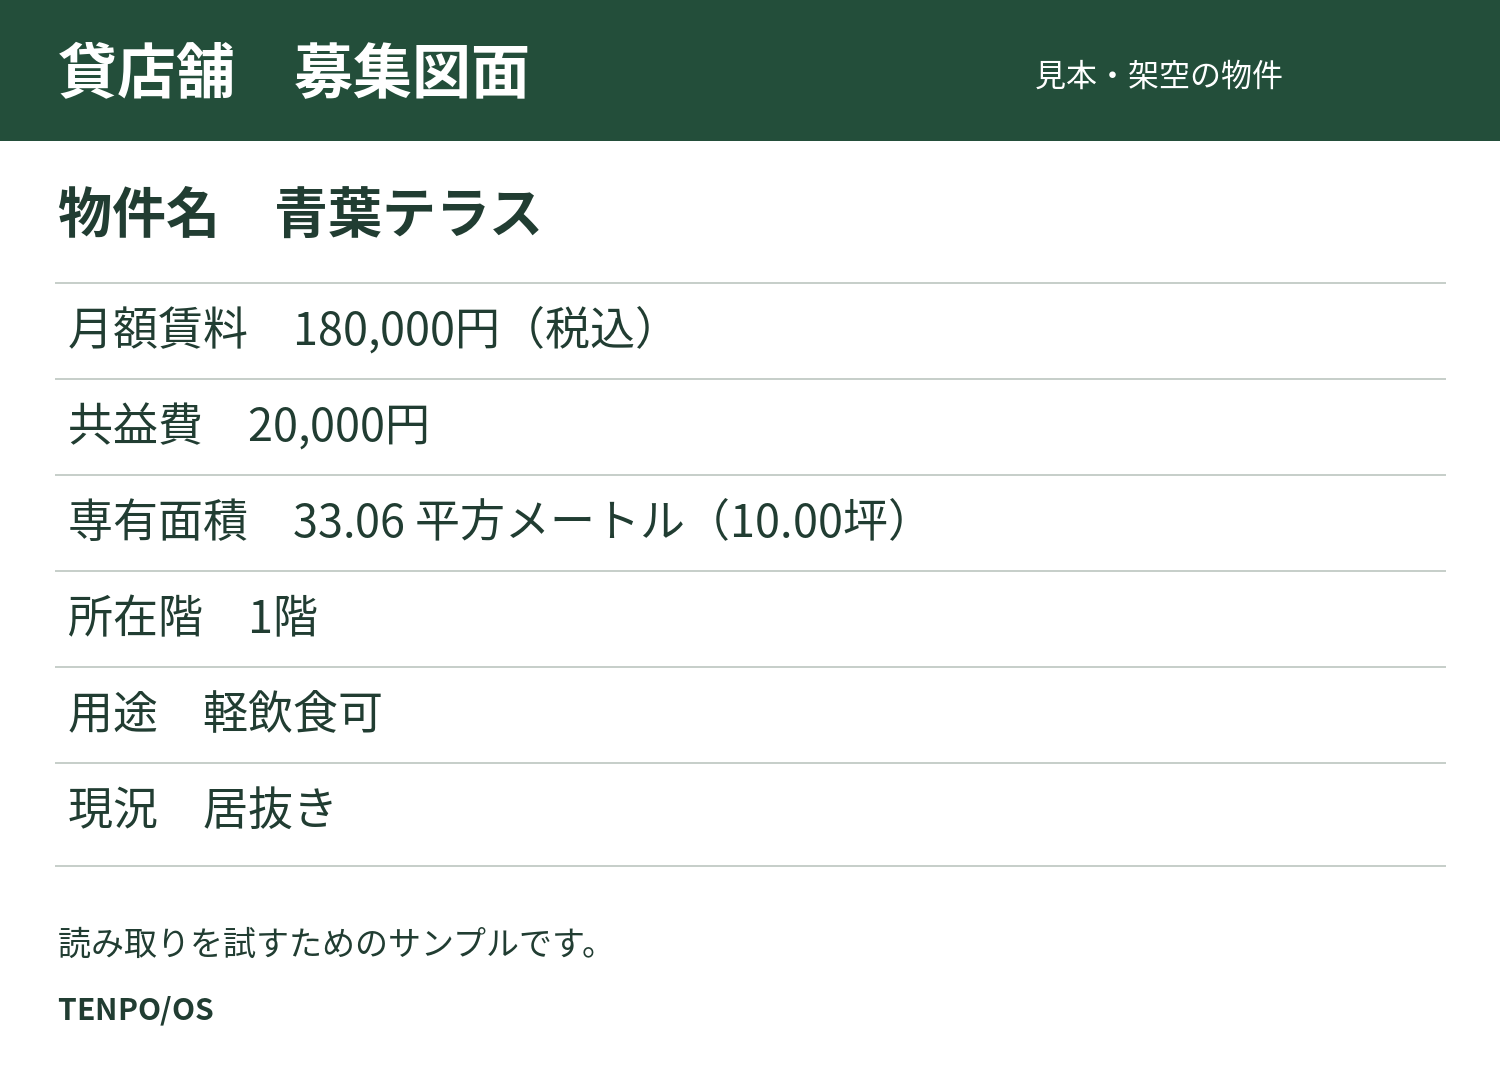 貸店舗　募集図面
見本・架空の物件
物件名　青葉テラス
月額賃料　180,000円（税込）
共益費　20,000円
専有面積　33.06 平方メートル（10.00坪）
所在階　1階
用途　軽飲食可
現況　居抜き
読み取りを試すためのサンプルです。
TENPO/OS